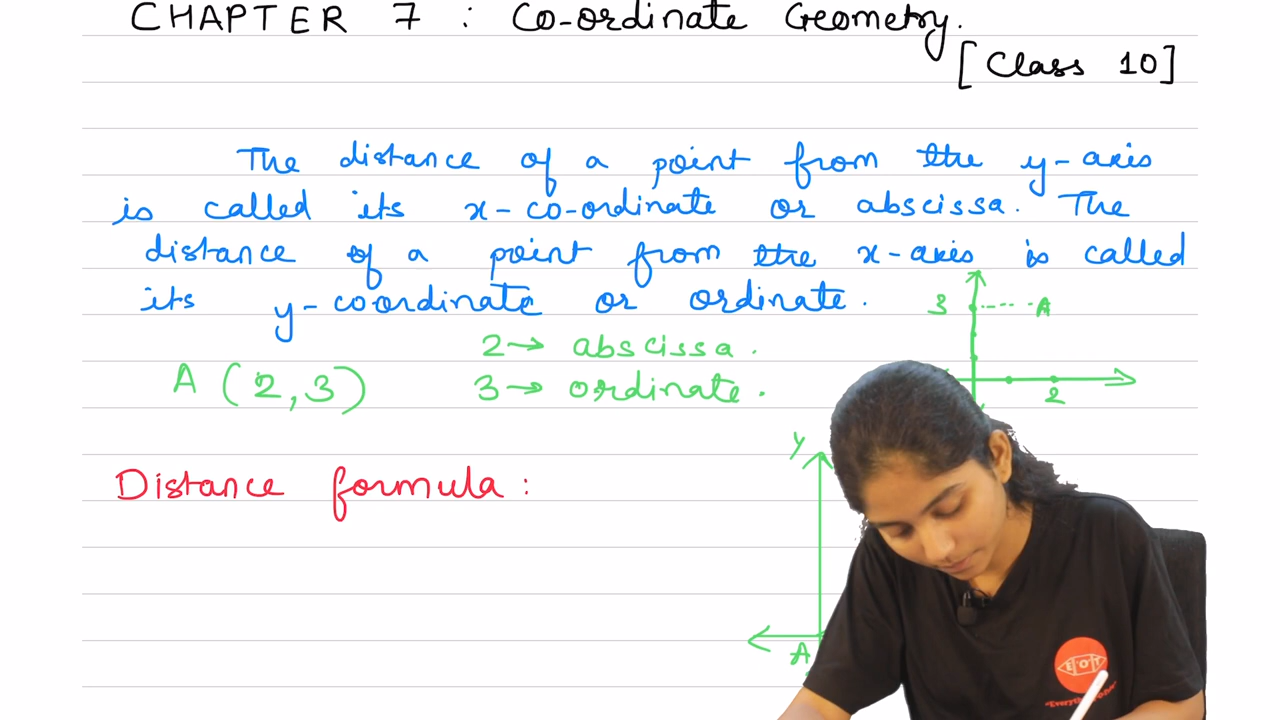 CHAPTER 7 : Co-ordinate Geometry.
[Class 10]
The distance of a point from the y-axis
is called its x-co-ordinate or abscissa. The
distance of a point from the x-axis is called
its y-coordinate or ordinate.
3 A
2 → abscissa.
A (2,3) 3 → ordinate.
2
Y
Distance formula:
A
EOT